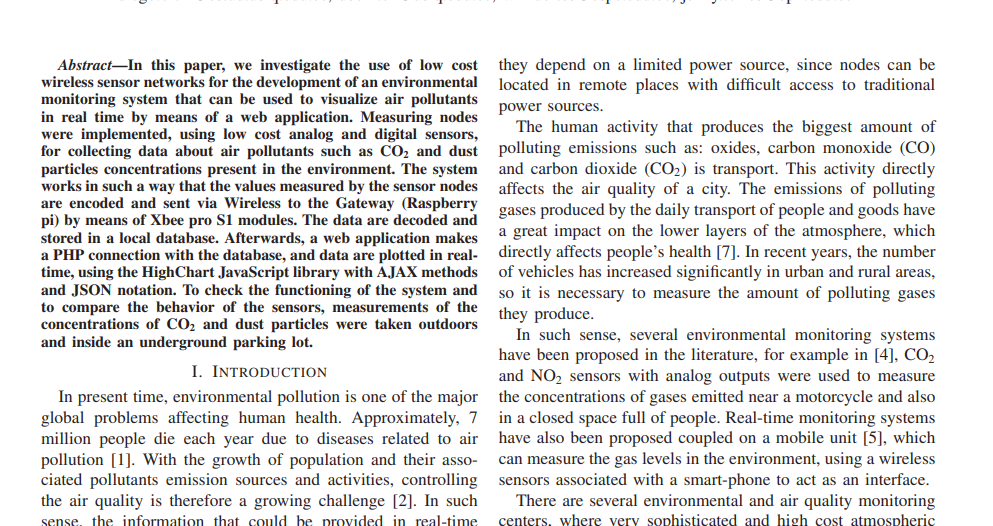 Abstract—In this paper, we investigate the use of low cost
wireless sensor networks for the development of an environmental
monitoring system that can be used to visualize air pollutants
in real time by means of a web application. Measuring nodes
were implemented, using low cost analog and digital sensors,
for collecting data about air pollutants such as CO₂ and dust
particles concentrations present in the environment. The system
works in such a way that the values measured by the sensor nodes
are encoded and sent via Wireless to the Gateway (Raspberry
pi) by means of Xbee pro S1 modules. The data are decoded and
stored in a local database. Afterwards, a web application makes
a PHP connection with the database, and data are plotted in real-
time, using the HighChart JavaScript library with AJAX methods
and JSON notation. To check the functioning of the system and
to compare the behavior of the sensors, measurements of the
concentrations of CO₂ and dust particles were taken outdoors
and inside an underground parking lot.
I. INTRODUCTION
In present time, environmental pollution is one of the major
global problems affecting human health. Approximately, 7
million people die each year due to diseases related to air
pollution [1]. With the growth of population and their asso-
ciated pollutants emission sources and activities, controlling
the air quality is therefore a growing challenge [2]. In such
sense, the information that could be provided in real-time
they depend on a limited power source, since nodes can be
located in remote places with difficult access to traditional
power sources.
The human activity that produces the biggest amount of
polluting emissions such as: oxides, carbon monoxide (CO)
and carbon dioxide (CO₂) is transport. This activity directly
affects the air quality of a city. The emissions of polluting
gases produced by the daily transport of people and goods have
a great impact on the lower layers of the atmosphere, which
directly affects people's health [7]. In recent years, the number
of vehicles has increased significantly in urban and rural areas,
so it is necessary to measure the amount of polluting gases
they produce.
In such sense, several environmental monitoring systems
have been proposed in the literature, for example in [4], CO₂
and NO₂ sensors with analog outputs were used to measure
the concentrations of gases emitted near a motorcycle and also
in a closed space full of people. Real-time monitoring systems
have also been proposed coupled on a mobile unit [5], which
can measure the gas levels in the environment, using a wireless
sensors associated with a smart-phone to act as an interface.
There are several environmental and air quality monitoring
centers, where very sophisticated and high cost atmospheric